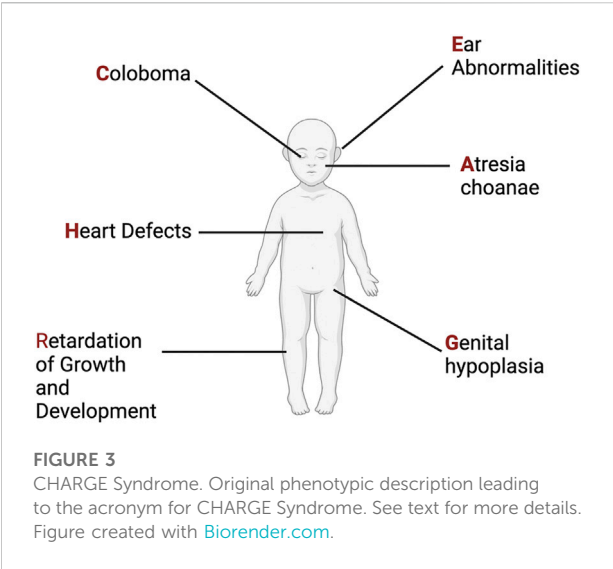 Coloboma
Ear
Abnormalities
Atresia
choanae
Heart Defects
Retardation
of Growth
and
Development
Genital
hypoplasia
FIGURE 3
CHARGE Syndrome. Original phenotypic description leading
to the acronym for CHARGE Syndrome. See text for more details.
Figure created with Biorender.com.